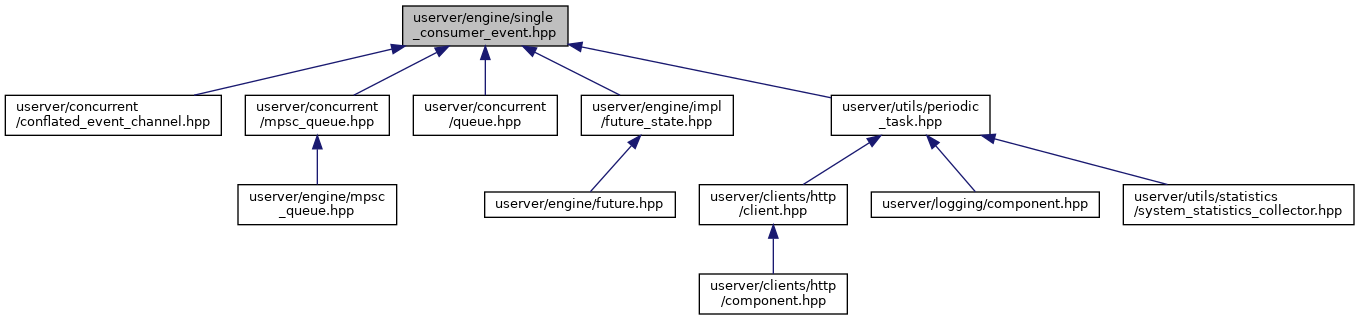 userver/engine/single
_consumer_event.hpp
userver/concurrent
/conflated_event_channel.hpp
userver/concurrent
/mpsc_queue.hpp
userver/concurrent
/queue.hpp
userver/engine/impl
/future_state.hpp
userver/utils/periodic
_task.hpp
userver/engine/mpsc
_queue.hpp
userver/engine/future.hpp
userver/clients/http
/client.hpp
userver/logging/component.hpp
userver/utils/statistics
/system_statistics_collector.hpp
userver/clients/http
/component.hpp